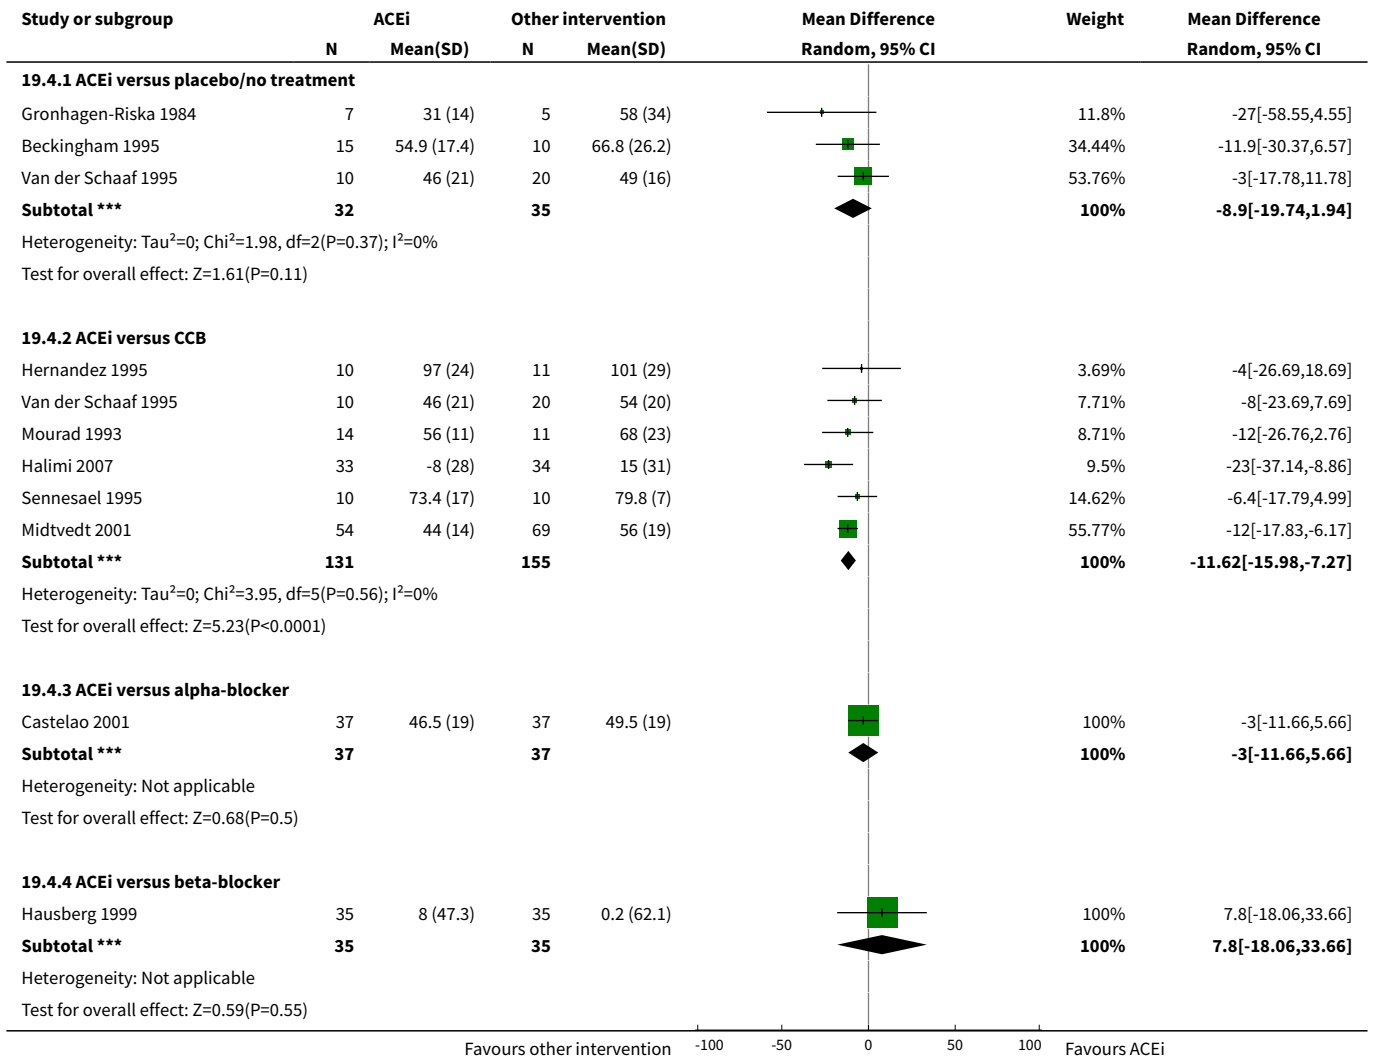 Study or subgroup ACEi Other intervention Mean Difference Weight Mean Difference
N Mean(SD) N Mean(SD) Random, 95% CI Random, 95% CI
19.4.1 ACEi versus placebo/no treatment
Gronhagen-Riska 1984 7 31 (14) 5 58 (34) 11.8% -27[-58.55,4.55]
Beckingham 1995 15 54.9 (17.4) 10 66.8 (26.2) 34.44% -11.9[-30.37,6.57]
Van der Schaaf 1995 10 46 (21) 20 49 (16) 53.76% -3[-17.78,11.78]
Subtotal *** 32 35 100% -8.9[-19.74,1.94]
Heterogeneity: Tau²=0; Chi²=1.98, df=2(P=0.37); I²=0%
Test for overall effect: Z=1.61(P=0.11)
19.4.2 ACEi versus CCB
Hernandez 1995 10 97 (24) 11 101 (29) 3.69% -4[-26.69,18.69]
Van der Schaaf 1995 10 46 (21) 20 54 (20) 7.71% -8[-23.69,7.69]
Mourad 1993 14 56 (11) 11 68 (23) 8.71% -12[-26.76,2.76]
Halimi 2007 33 -8 (28) 34 15 (31) 9.5% -23[-37.14,-8.86]
Sennesael 1995 10 73.4 (17) 10 79.8 (7) 14.62% -6.4[-17.79,4.99]
Midtvedt 2001 54 44 (14) 69 56 (19) 55.77% -12[-17.83,-6.17]
Subtotal *** 131 155 100% -11.62[-15.98,-7.27]
Heterogeneity: Tau²=0; Chi²=3.95, df=5(P=0.56); I²=0%
Test for overall effect: Z=5.23(P<0.0001)
19.4.3 ACEi versus alpha-blocker
Castelao 2001 37 46.5 (19) 37 49.5 (19) 100% -3[-11.66,5.66]
Subtotal *** 37 37 100% -3[-11.66,5.66]
Heterogeneity: Not applicable
Test for overall effect: Z=0.68(P=0.5)
19.4.4 ACEi versus beta-blocker
Hausberg 1999 35 8 (47.3) 35 0.2 (62.1) 100% 7.8[-18.06,33.66]
Subtotal *** 35 35 100% 7.8[-18.06,33.66]
Heterogeneity: Not applicable
Test for overall effect: Z=0.59(P=0.55)
Favours other intervention -100 -50 0 50 100 Favours ACEi